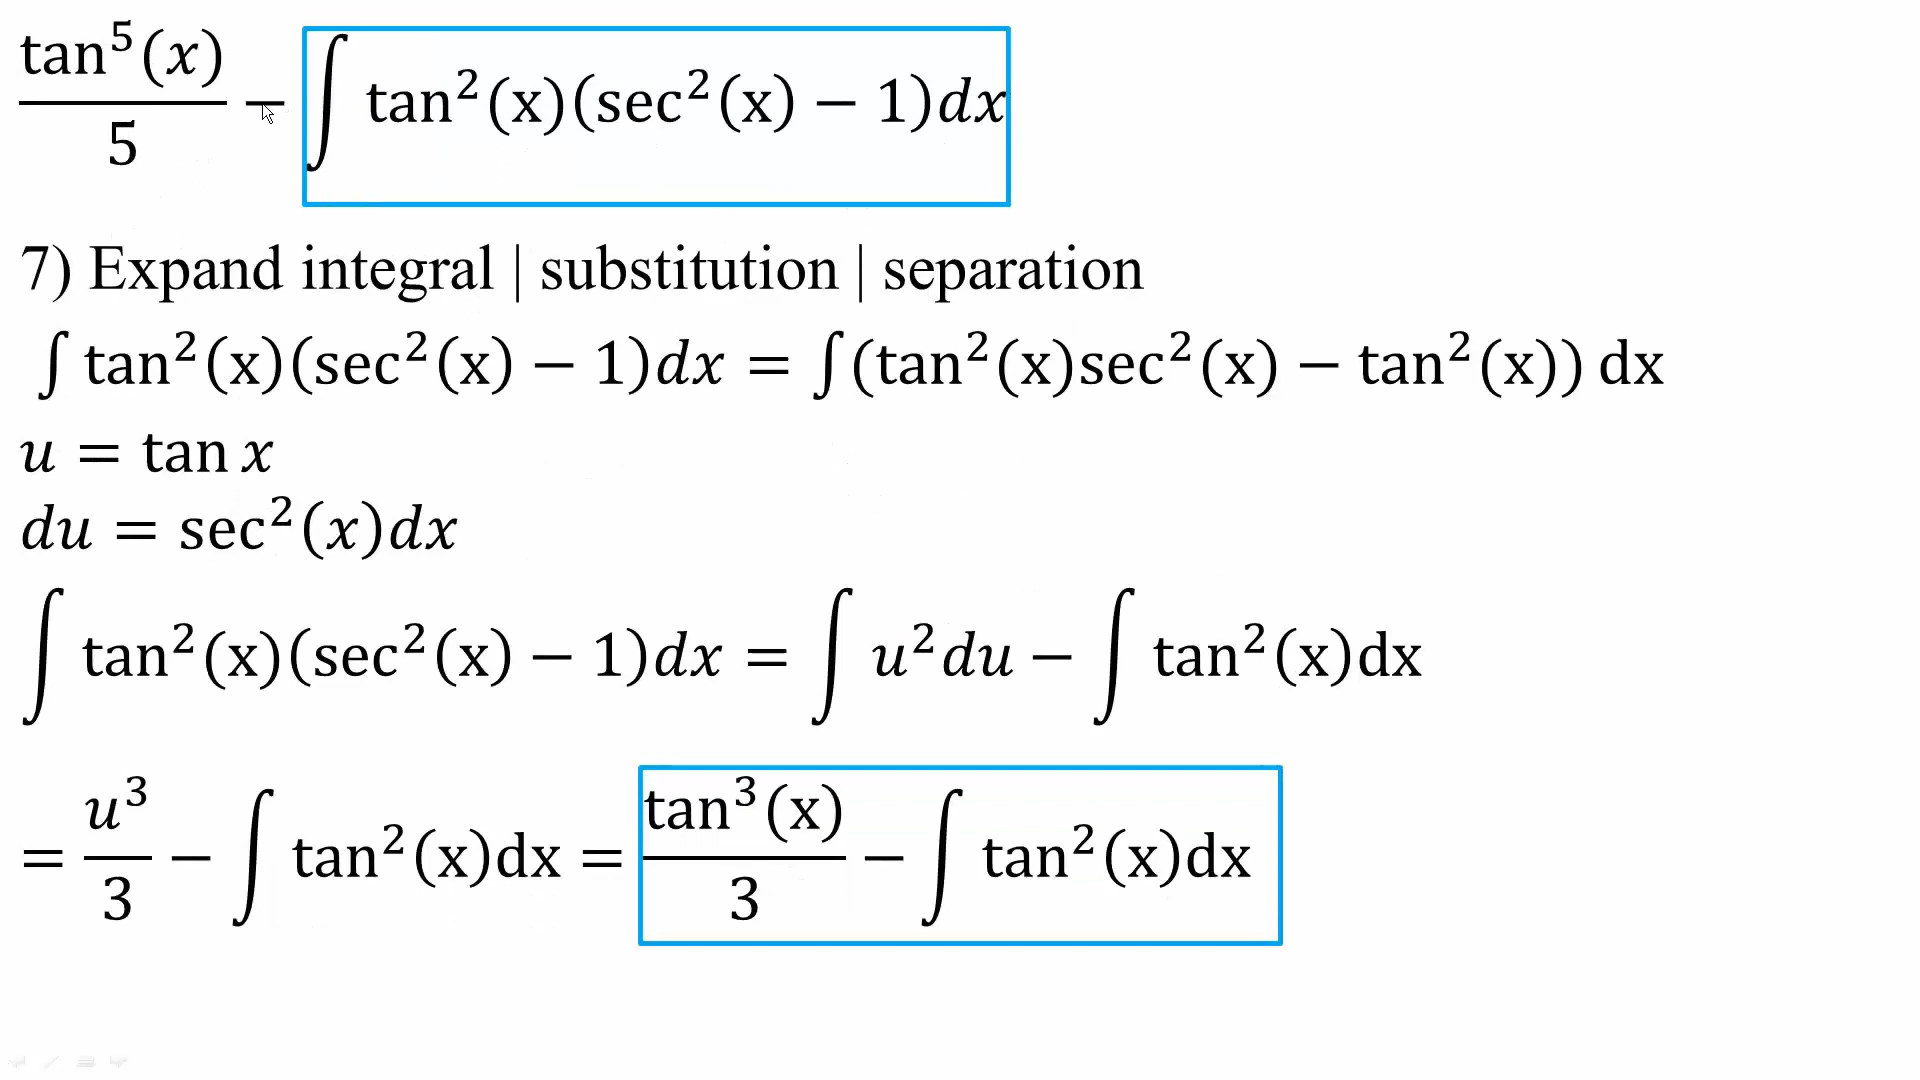 tan⁵(𝑥)/5 − ∫ tan²(x)(sec²(x) − 1)𝑑𝑥
7) Expand integral | substitution | separation
∫ tan²(x)(sec²(x) − 1)𝑑𝑥 = ∫(tan²(x)sec²(x) − tan²(x)) dx
𝑢 = tan 𝑥
𝑑𝑢 = sec²(𝑥)𝑑𝑥
∫ tan²(x)(sec²(x) − 1)𝑑𝑥 = ∫ 𝑢²𝑑𝑢 − ∫ tan²(x)dx
= 𝑢³/3 − ∫ tan²(x)dx = tan³(x)/3 − ∫ tan²(x)dx